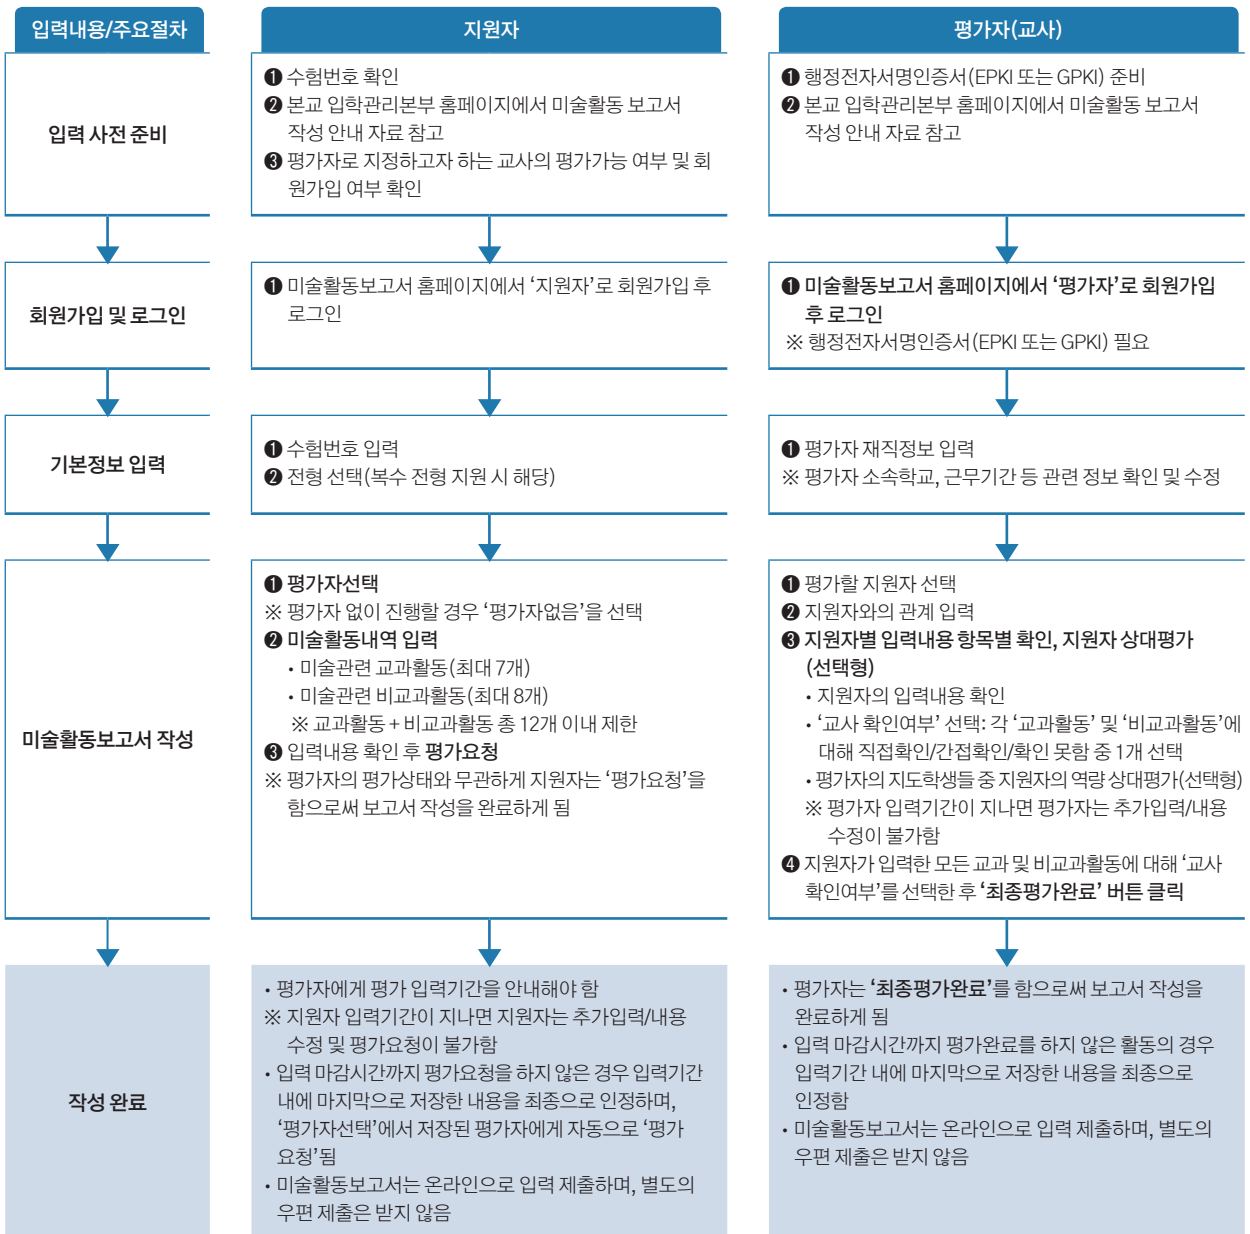 입력내용/주요절차
지원자
평가자(교사)
입력 사전 준비
❶ 수험번호 확인
❷ 본교 입학관리본부 홈페이지에서 미술활동 보고서
작성 안내 자료 참고
❸ 평가자로 지정하고자 하는 교사의 평가가능 여부 및 회
원가입 여부 확인
❶ 행정전자서명인증서(EPKI 또는 GPKI) 준비
❷ 본교 입학관리본부 홈페이지에서 미술활동 보고서
작성 안내 자료 참고
회원가입 및 로그인
❶ 미술활동보고서 홈페이지에서 ‘지원자’로 회원가입 후
로그인
❶ 미술활동보고서 홈페이지에서 ‘평가자’로 회원가입
후 로그인
※ 행정전자서명인증서(EPKI 또는 GPKI) 필요
기본정보 입력
❶ 수험번호 입력
❷ 전형 선택(복수 전형 지원 시 해당)
❶ 평가자 재직정보 입력
※ 평가자 소속학교, 근무기간 등 관련 정보 확인 및 수정
미술활동보고서 작성
❶ 평가자선택
※ 평가자 없이 진행할 경우 ‘평가자없음’을 선택
❷ 미술활동내역 입력
• 미술관련 교과활동(최대 7개)
• 미술관련 비교과활동(최대 8개)
※ 교과활동 + 비교과활동 총 12개 이내 제한
❸ 입력내용 확인 후 평가요청
※ 평가자의 평가상태와 무관하게 지원자는 ‘평가요청’을
함으로써 보고서 작성을 완료하게 됨
❶ 평가할 지원자 선택
❷ 지원자와의 관계 입력
❸ 지원자별 입력내용 항목별 확인, 지원자 상대평가
(선택형)
• 지원자의 입력내용 확인
• ‘교사 확인여부’ 선택: 각 ‘교과활동’ 및 ‘비교과활동’에
대해 직접확인/간접확인/확인 못함 중 1개 선택
• 평가자의 지도학생들 중 지원자의 역량 상대평가(선택형)
※ 평가자 입력기간이 지나면 평가자는 추가입력/내용
수정이 불가함
❹ 지원자가 입력한 모든 교과 및 비교과활동에 대해 ‘교사
확인여부’를 선택한 후 ‘최종평가완료’ 버튼 클릭
작성 완료
• 평가자에게 평가 입력기간을 안내해야 함
※ 지원자 입력기간이 지나면 지원자는 추가입력/내용
수정 및 평가요청이 불가함
• 입력 마감시간까지 평가요청을 하지 않은 경우 입력기간
내에 마지막으로 저장한 내용을 최종으로 인정하며,
‘평가자선택’에서 저장된 평가자에게 자동으로 ‘평가
요청’됨
• 미술활동보고서는 온라인으로 입력 제출하며, 별도의
우편 제출은 받지 않음
• 평가자는 ‘최종평가완료’를 함으로써 보고서 작성을
완료하게 됨
• 입력 마감시간까지 평가완료를 하지 않은 활동의 경우
입력기간 내에 마지막으로 저장한 내용을 최종으로
인정함
• 미술활동보고서는 온라인으로 입력 제출하며, 별도의
우편 제출은 받지 않음